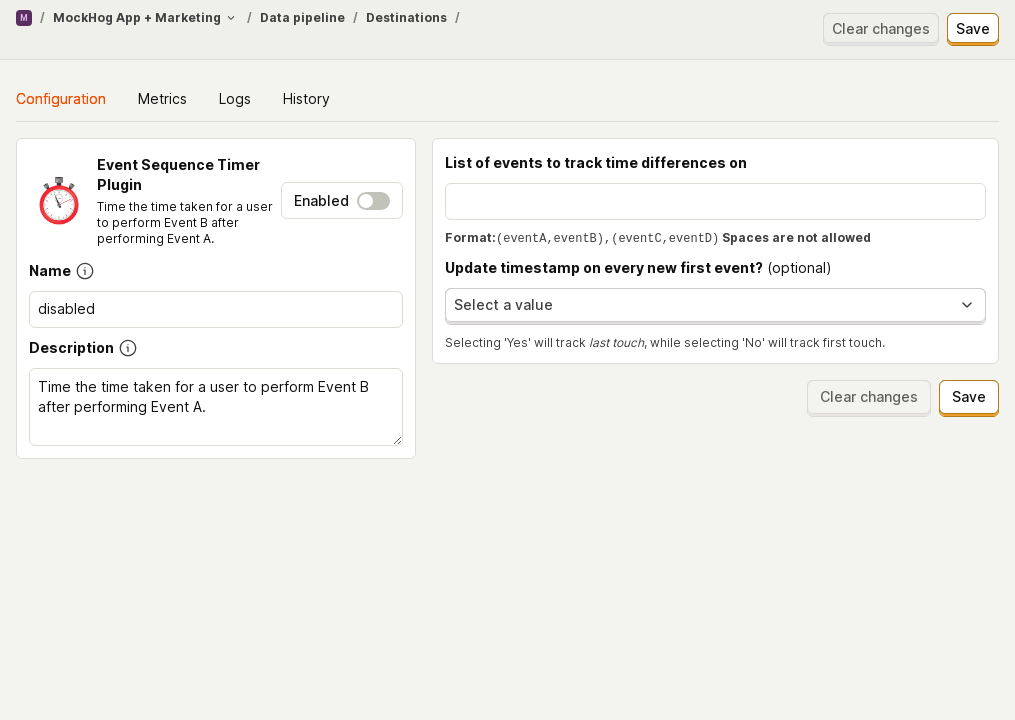 M / MockHog App + Marketing / Data pipeline / Destinations /
Clear changes Save
Configuration Metrics Logs History
Event Sequence Timer
Plugin
Time the time taken for a user
to perform Event B after
performing Event A.
Enabled
Name
disabled
Description
Time the time taken for a user to perform Event B
after performing Event A.
List of events to track time differences on
Format:(eventA,eventB),(eventC,eventD) Spaces are not allowed
Update timestamp on every new first event? (optional)
Select a value
Selecting 'Yes' will track last touch, while selecting 'No' will track first touch.
Clear changes Save